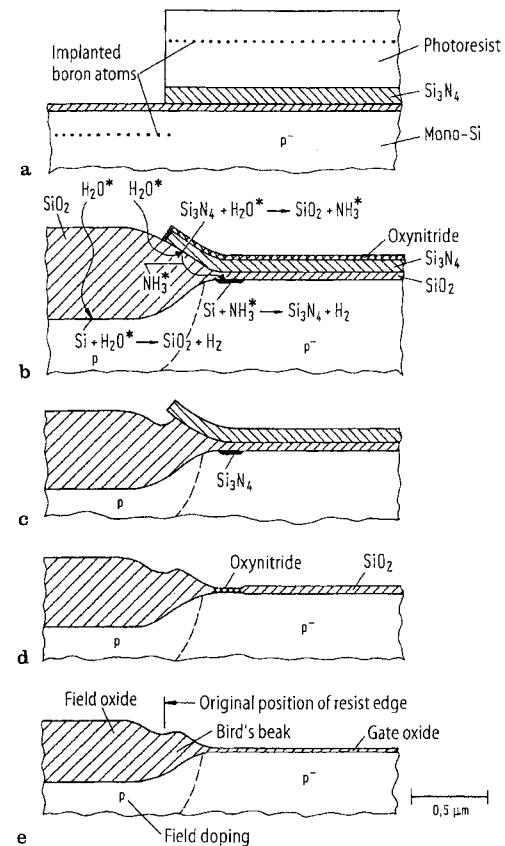 Implanted
boron atoms
Photoresist
Si₃N₄
Mono-Si
p⁻
a
H₂O* H₂O*
SiO₂
Si₃N₄ + H₂O* → SiO₂ + NH₃*
Oxynitride
Si₃N₄
SiO₂
NH₃*
Si + NH₃* → Si₃N₄ + H₂
Si + H₂O* → SiO₂ + H₂
p
p⁻
b
Si₃N₄
p
c
Oxynitride
SiO₂
p
p⁻
d
Field oxide
Original position of resist edge
Bird's beak
Gate oxide
p
p⁻
0,5 µm
e
Field doping